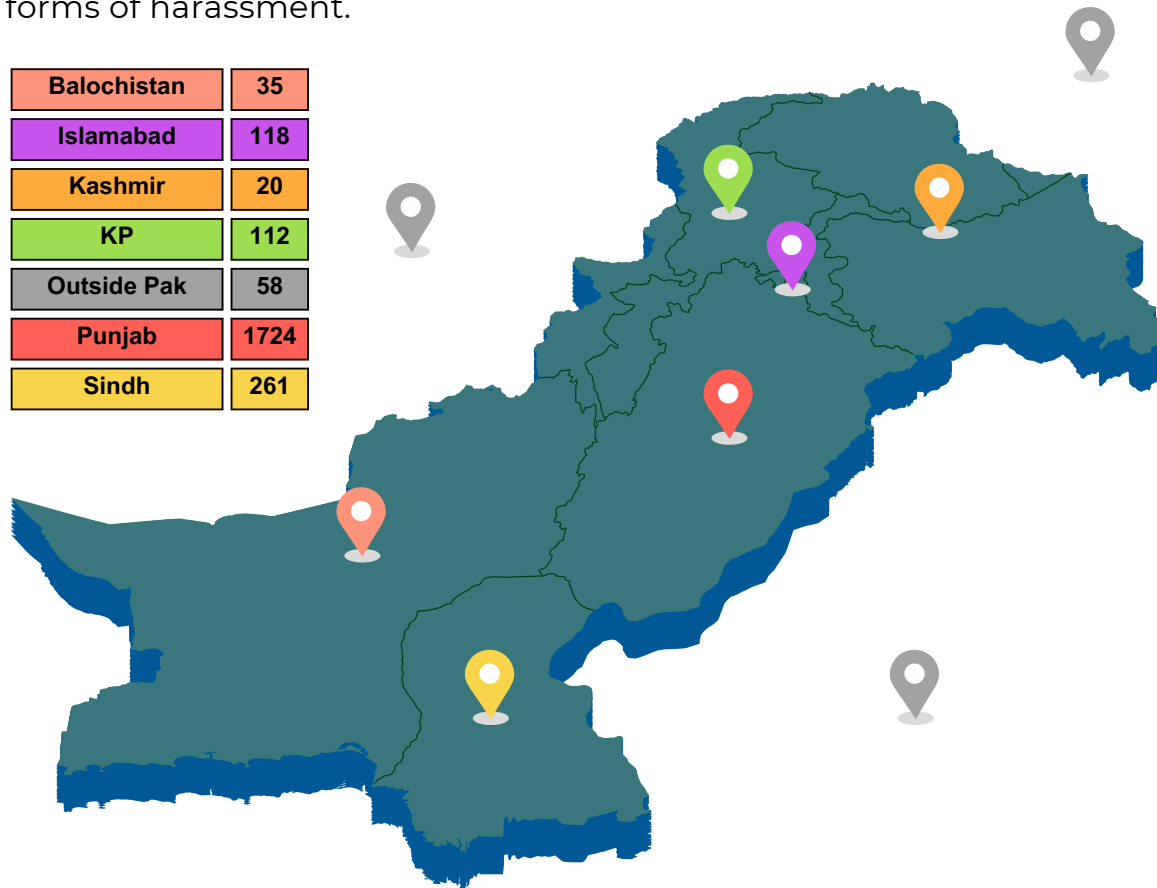 forms of harassment.
Balochistan 35
Islamabad 118
Kashmir 20
KP 112
Outside Pak 58
Punjab 1724
Sindh 261